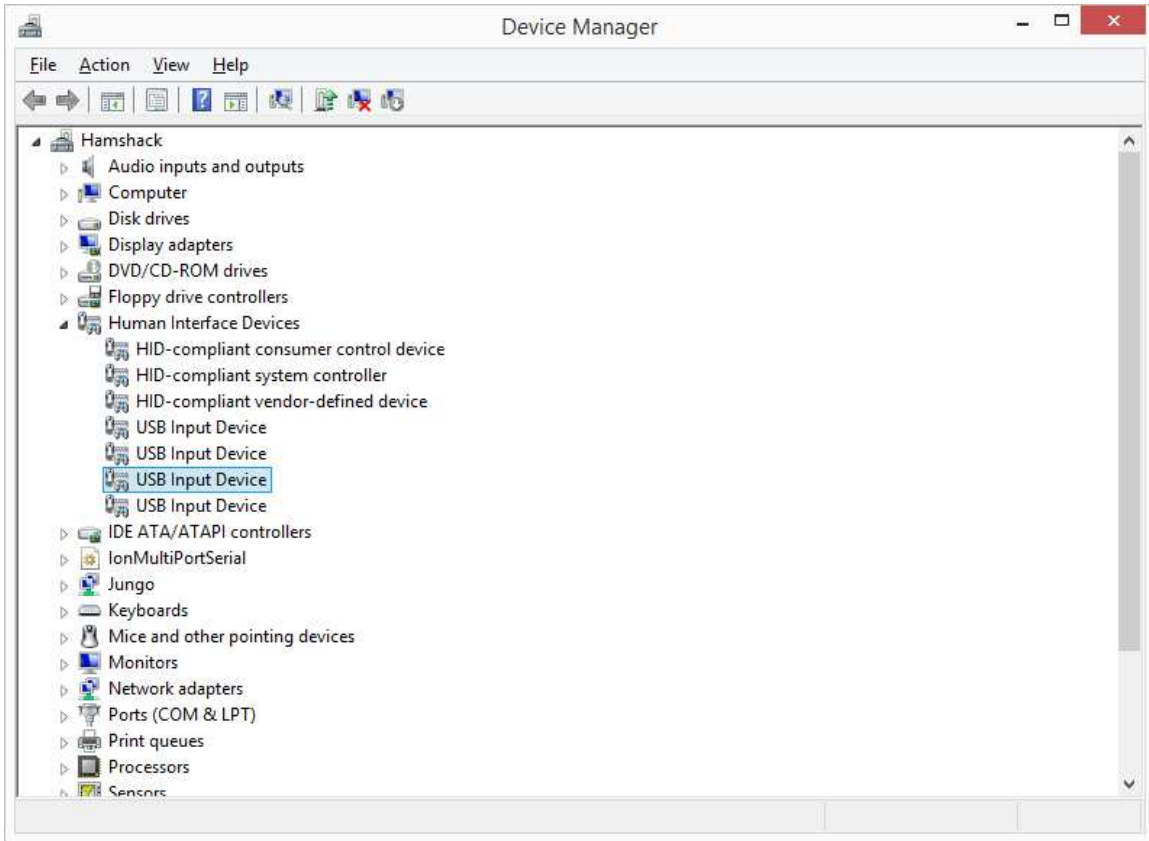 Device Manager
File Action View Help
Hamshack
Audio inputs and outputs
Computer
Disk drives
Display adapters
DVD/CD-ROM drives
Floppy drive controllers
Human Interface Devices
HID-compliant consumer control device
HID-compliant system controller
HID-compliant vendor-defined device
USB Input Device
USB Input Device
USB Input Device
USB Input Device
IDE ATA/ATAPI controllers
IonMultiPortSerial
Jungo
Keyboards
Mice and other pointing devices
Monitors
Network adapters
Ports (COM & LPT)
Print queues
Processors
Sensors